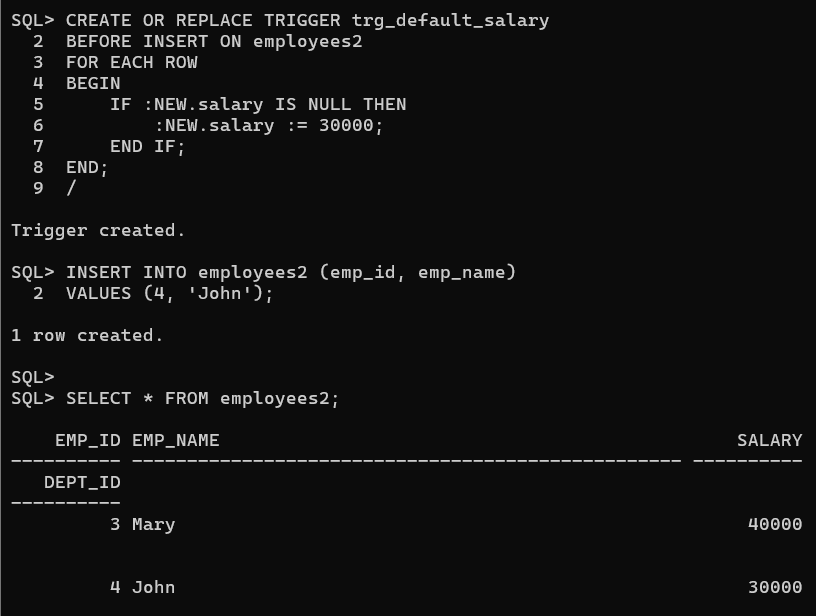 SQL> CREATE OR REPLACE TRIGGER trg_default_salary
  2  BEFORE INSERT ON employees2
  3  FOR EACH ROW
  4  BEGIN
  5      IF :NEW.salary IS NULL THEN
  6          :NEW.salary := 30000;
  7      END IF;
  8  END;
  9  /
Trigger created.
SQL> INSERT INTO employees2 (emp_id, emp_name)
  2  VALUES (4, 'John');
1 row created.
SQL>
SQL> SELECT * FROM employees2;
    EMP_ID EMP_NAME                                               SALARY
---------- -------------------------------------------------- ----------
   DEPT_ID
----------
         3 Mary                                                    40000
         4 John                                                    30000